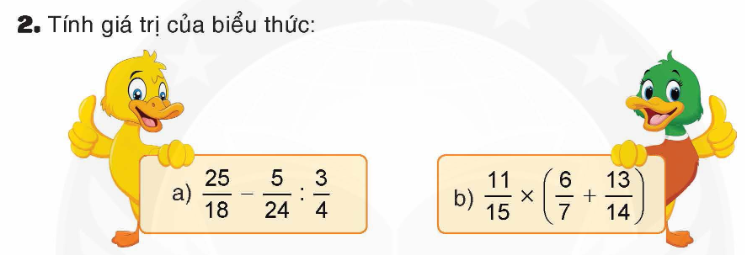 2. Tính giá trị của biểu thức:
a) 25/18 − 5/24 : 3/4
b) 11/15 × (6/7 + 13/14)